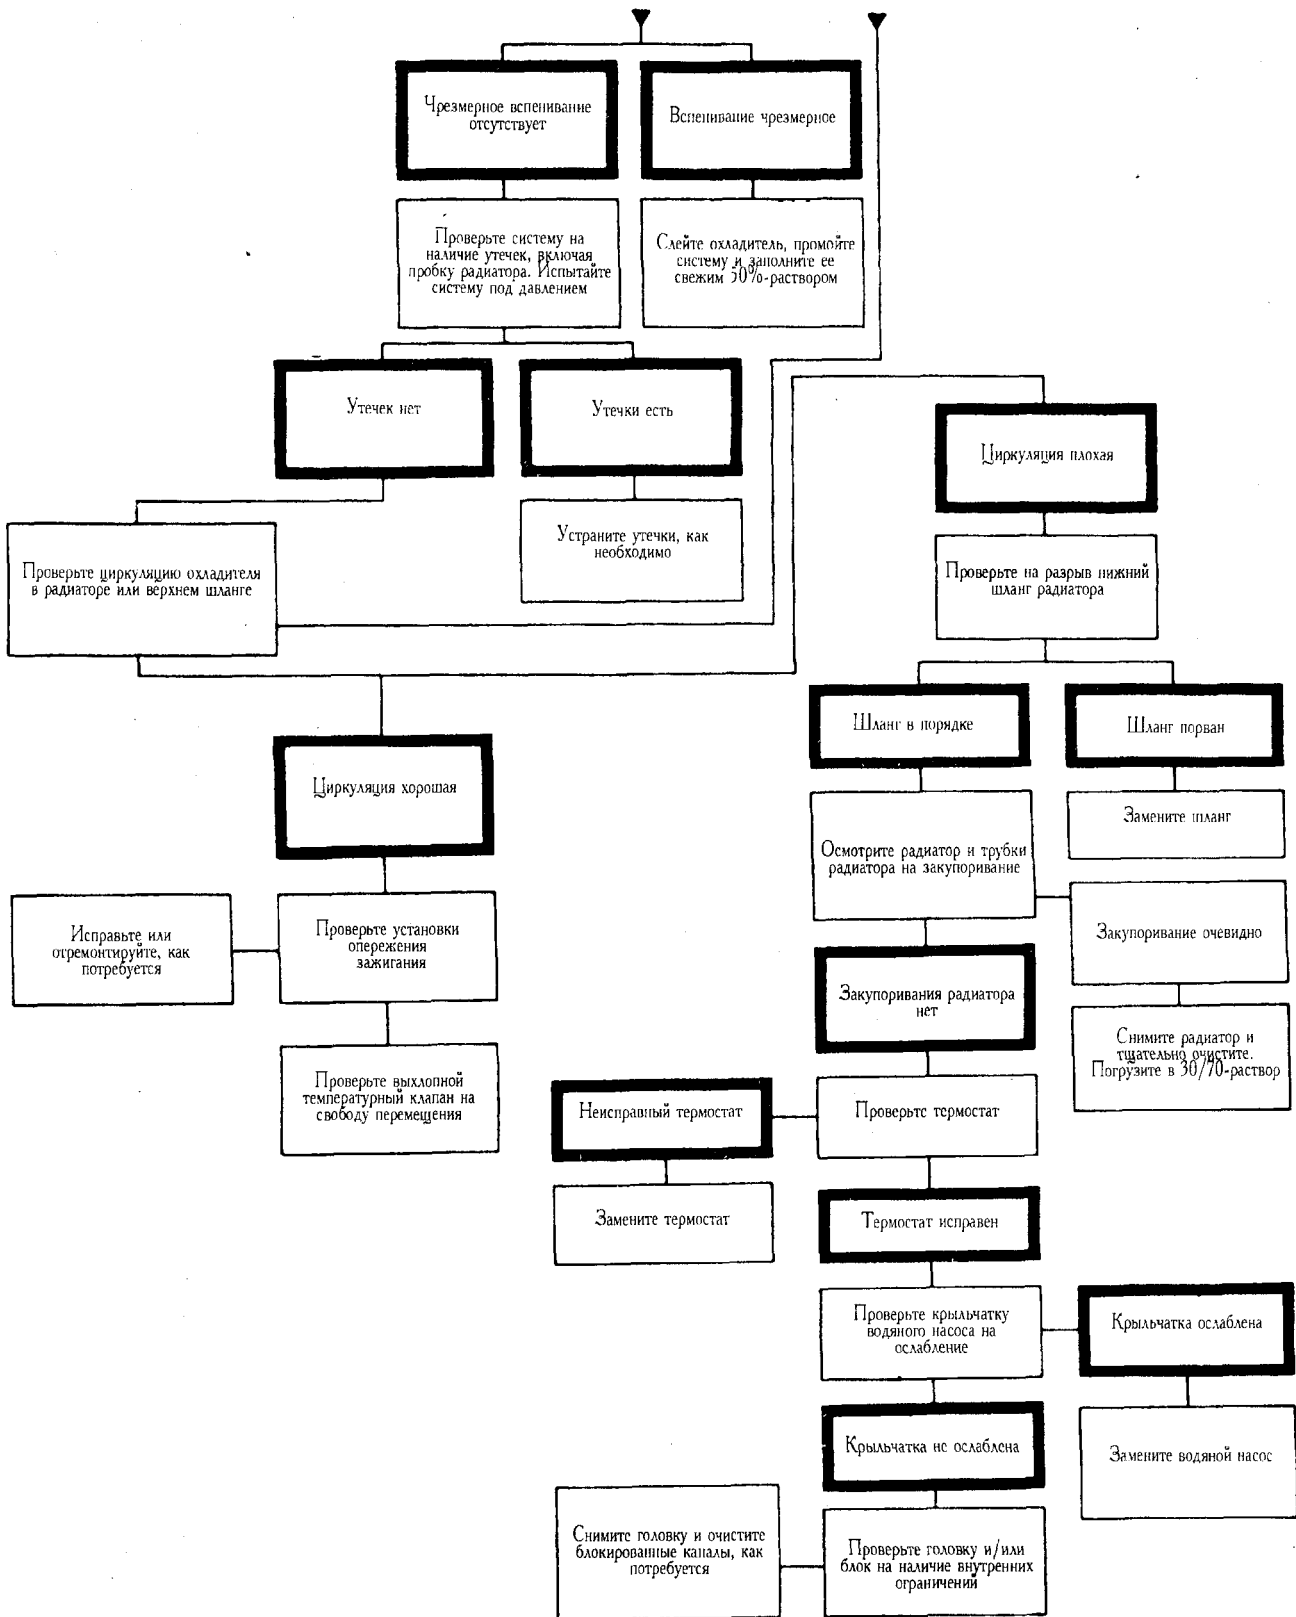 Чрезмерное вспенивание
отсутствует
Вспенивание чрезмерное
Проверьте систему на
наличие утечек, включая
пробку радиатора. Испытайте
систему под давлением
Слейте охладитель, промойте
систему и заполните ее
свежим 50%-раствором
Утечек нет
Утечки есть
Циркуляция плохая
Устраните утечки, как
необходимо
Проверьте циркуляцию охладителя
в радиаторе или верхнем шланге
Проверьте на разрыв нижний
шланг радиатора
Шланг в порядке
Шланг порван
Циркуляция хорошая
Замените шланг
Осмотрите радиатор и трубки
радиатора на закупоривание
Исправьте или
отремонтируйте, как
потребуется
Проверьте установки
опережения
зажигания
Закупоривание очевидно
Закупоривания радиатора
нет
Снимите радиатор и
тщательно очистите.
Погрузите в 30/70-раствор
Проверьте выхлопной
температурный клапан на
свободу перемещения
Неисправный термостат
Проверьте термостат
Замените термостат
Термостат исправен
Проверьте крыльчатку
водяного насоса на
ослабление
Крыльчатка ослаблена
Крыльчатка не ослаблена
Замените водяной насос
Снимите головку и очистите
блокированные каналы, как
потребуется
Проверьте головку и/или
блок на наличие внутренних
ограничений